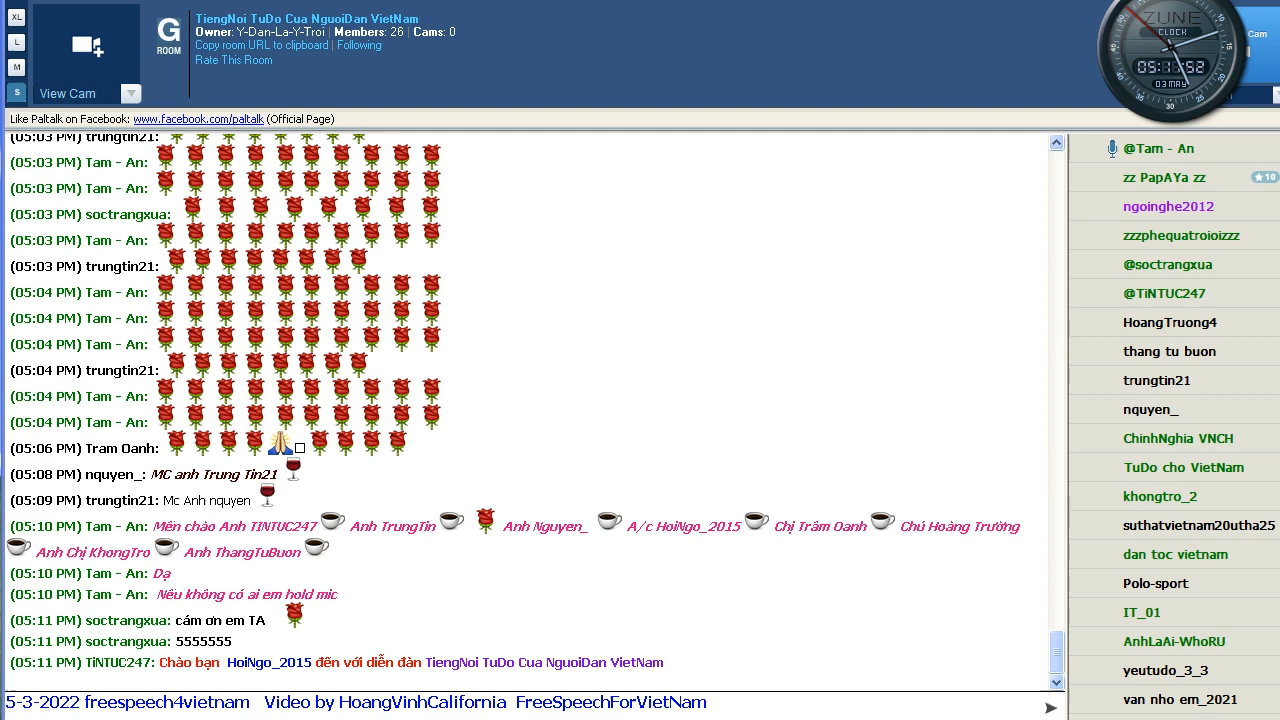 XL
L
M
S
View Cam
G
ROOM
TiengNoi TuDo Cua NguoiDan VietNam
Owner: Y-Dan-La-Y-Troi | Members: 26 | Cams: 0
Copy room URL to clipboard | Following
Rate This Room
ZUNE
CLOCK
05:11:52
03 MAY
Cam
Like Paltalk on Facebook: www.facebook.com/paltalk (Official Page)
(05:03 PM) trungtin21:
(05:03 PM) Tam - An:
(05:03 PM) Tam - An:
(05:03 PM) soctrangxua:
(05:03 PM) Tam - An:
(05:03 PM) trungtin21:
(05:04 PM) Tam - An:
(05:04 PM) Tam - An:
(05:04 PM) Tam - An:
(05:04 PM) trungtin21:
(05:04 PM) Tam - An:
(05:04 PM) Tam - An:
(05:06 PM) Tram Oanh:
(05:08 PM) nquyen_: MC anh Trung Tin21
(05:09 PM) trungtin21: Mc Anh nguyen
(05:10 PM) Tam - An: Mến chào Anh TINTUC247 Anh TrungTin Anh Nguyen_ A/c HoiNgo_2015 Chị Trâm Oanh Chú Hoàng Trường
Anh Chị KhongTro Anh ThangTuBuon
(05:10 PM) Tam - An: Dạ
(05:10 PM) Tam - An: Nếu không có ai em hold mic
(05:11 PM) soctrangxua: cám ơn em TA
(05:11 PM) soctrangxua: 5555555
(05:11 PM) TiNTUC247: Chào bạn HoiNgo_2015 đến với diễn đàn TiengNoi TuDo Cua NguoiDan VietNam
@Tam - An
zz PapAYa zz
10
ngoinghe2012
zzzphequatroioizzz
@soctrangxua
@TiNTUC247
HoangTruong4
thang tu buon
trungtin21
nquyen_
ChinhNghia VNCH
TuDo cho VietNam
khongtro_2
suthatvietnam20utha25
dan toc vietnam
Polo-sport
IT_01
AnhLaAi-WhoRU
yeutudo_3_3
van nho em_2021
5-3-2022 freespeech4vietnam Video by HoangVinhCalifornia FreeSpeechForVietNam